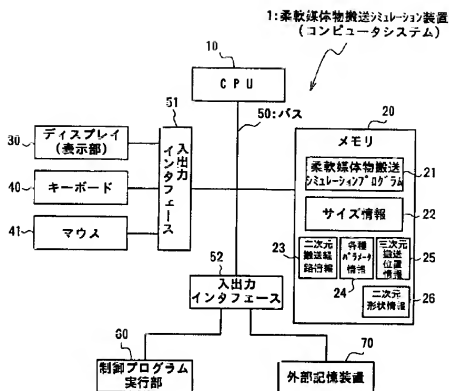 1:柔軟媒体物搬送シミュレーション装置
(コンピュータシステム)
10
CPU
51
50:バス
20
30
ディスプレイ
(表示部)
入出力
インタフェース
メモリ
柔軟媒体物搬送
シミュレーションプログラム
21
40
キーボード
サイズ情報
22
41
マウス
23
二次元
搬送経
路情報
各種
パラメータ
情報
三次元
搬送
位置
情報
25
24
52
入出力
インタフェース
二次元
形状情報
26
60
制御プログラム
実行部
70
外部記憶装置